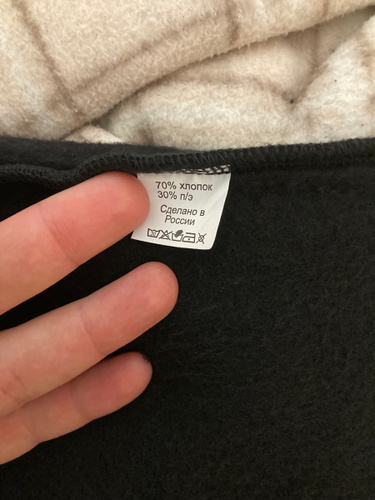 70% хлопок
30% п/э
Сделано в
России